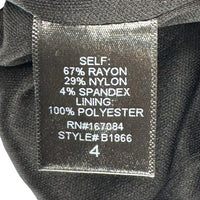 SELF:
67% RAYON
29% NYLON
4% SPANDEX
LINING:
100% POLYESTER
RN#167084
STYLE# B1866
4